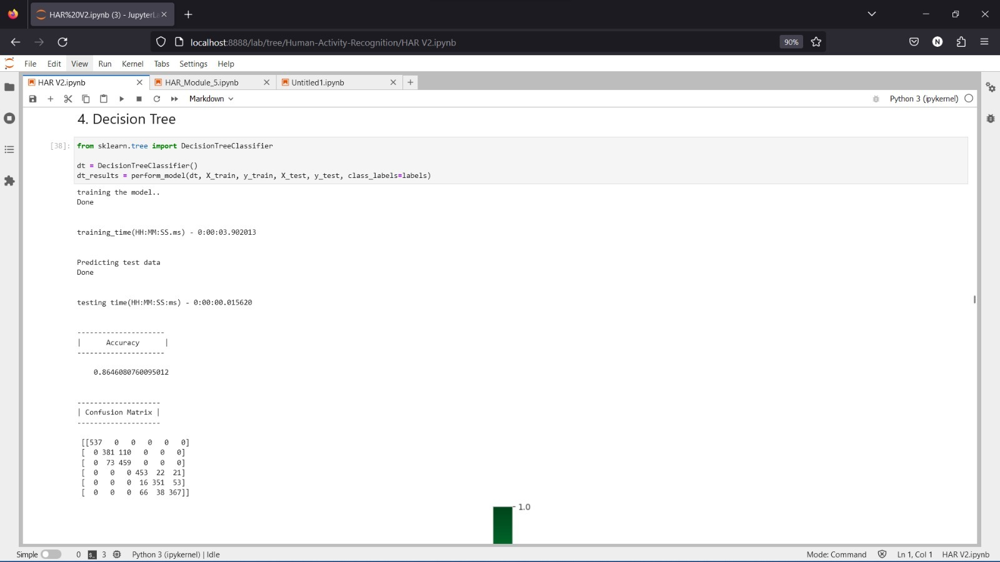 HAR%20V2.ipynb (3) - JupyterLa
localhost:8888/lab/tree/Human-Activity-Recognition/HAR V2.ipynb
90%
N
File Edit View Run Kernel Tabs Settings Help
HAR V2.ipynb
HAR_Module_5.ipynb
Untitled1.ipynb
Markdown
Python 3 (ipykernel)
4. Decision Tree
[38]:
from sklearn.tree import DecisionTreeClassifier
dt = DecisionTreeClassifier()
dt_results = perform_model(dt, X_train, y_train, X_test, y_test, class_labels=labels)
training the model..
Done
training_time(HH:MM:SS.ms) - 0:00:03.902013
Predicting test data
Done
testing time(HH:MM:SS:ms) - 0:00:00.015620
---------------------
|      Accuracy      |
---------------------
0.8646080760095012
--------------------
| Confusion Matrix |
--------------------
[[537   0   0   0   0   0]
[  0 381 110   0   0   0]
[  0  73 459   0   0   0]
[  0   0   0 453  22  21]
[  0   0   0  16 351  53]
[  0   0   0  66  38 367]]
1.0
Simple 0 $_ 3 Python 3 (ipykernel) | Idle
Mode: Command Ln 1, Col 1 HAR V2.ipynb